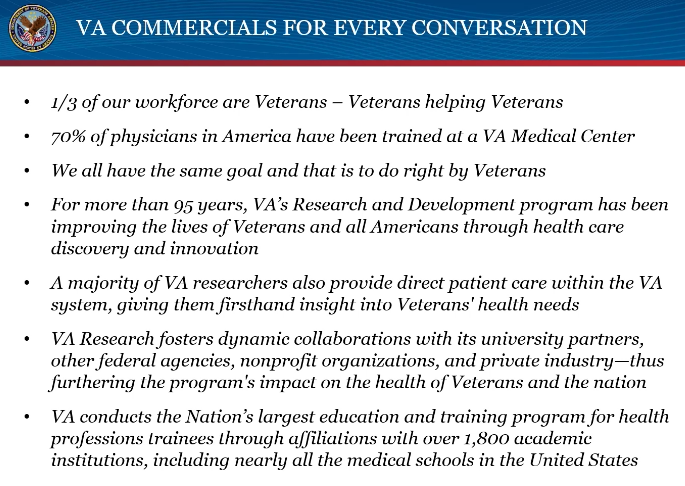 VA COMMERCIALS FOR EVERY CONVERSATION
• 1/3 of our workforce are Veterans – Veterans helping Veterans
• 70% of physicians in America have been trained at a VA Medical Center
• We all have the same goal and that is to do right by Veterans
• For more than 95 years, VA’s Research and Development program has been
improving the lives of Veterans and all Americans through health care
discovery and innovation
• A majority of VA researchers also provide direct patient care within the VA
system, giving them firsthand insight into Veterans' health needs
• VA Research fosters dynamic collaborations with its university partners,
other federal agencies, nonprofit organizations, and private industry—thus
furthering the program's impact on the health of Veterans and the nation
• VA conducts the Nation’s largest education and training program for health
professions trainees through affiliations with over 1,800 academic
institutions, including nearly all the medical schools in the United States